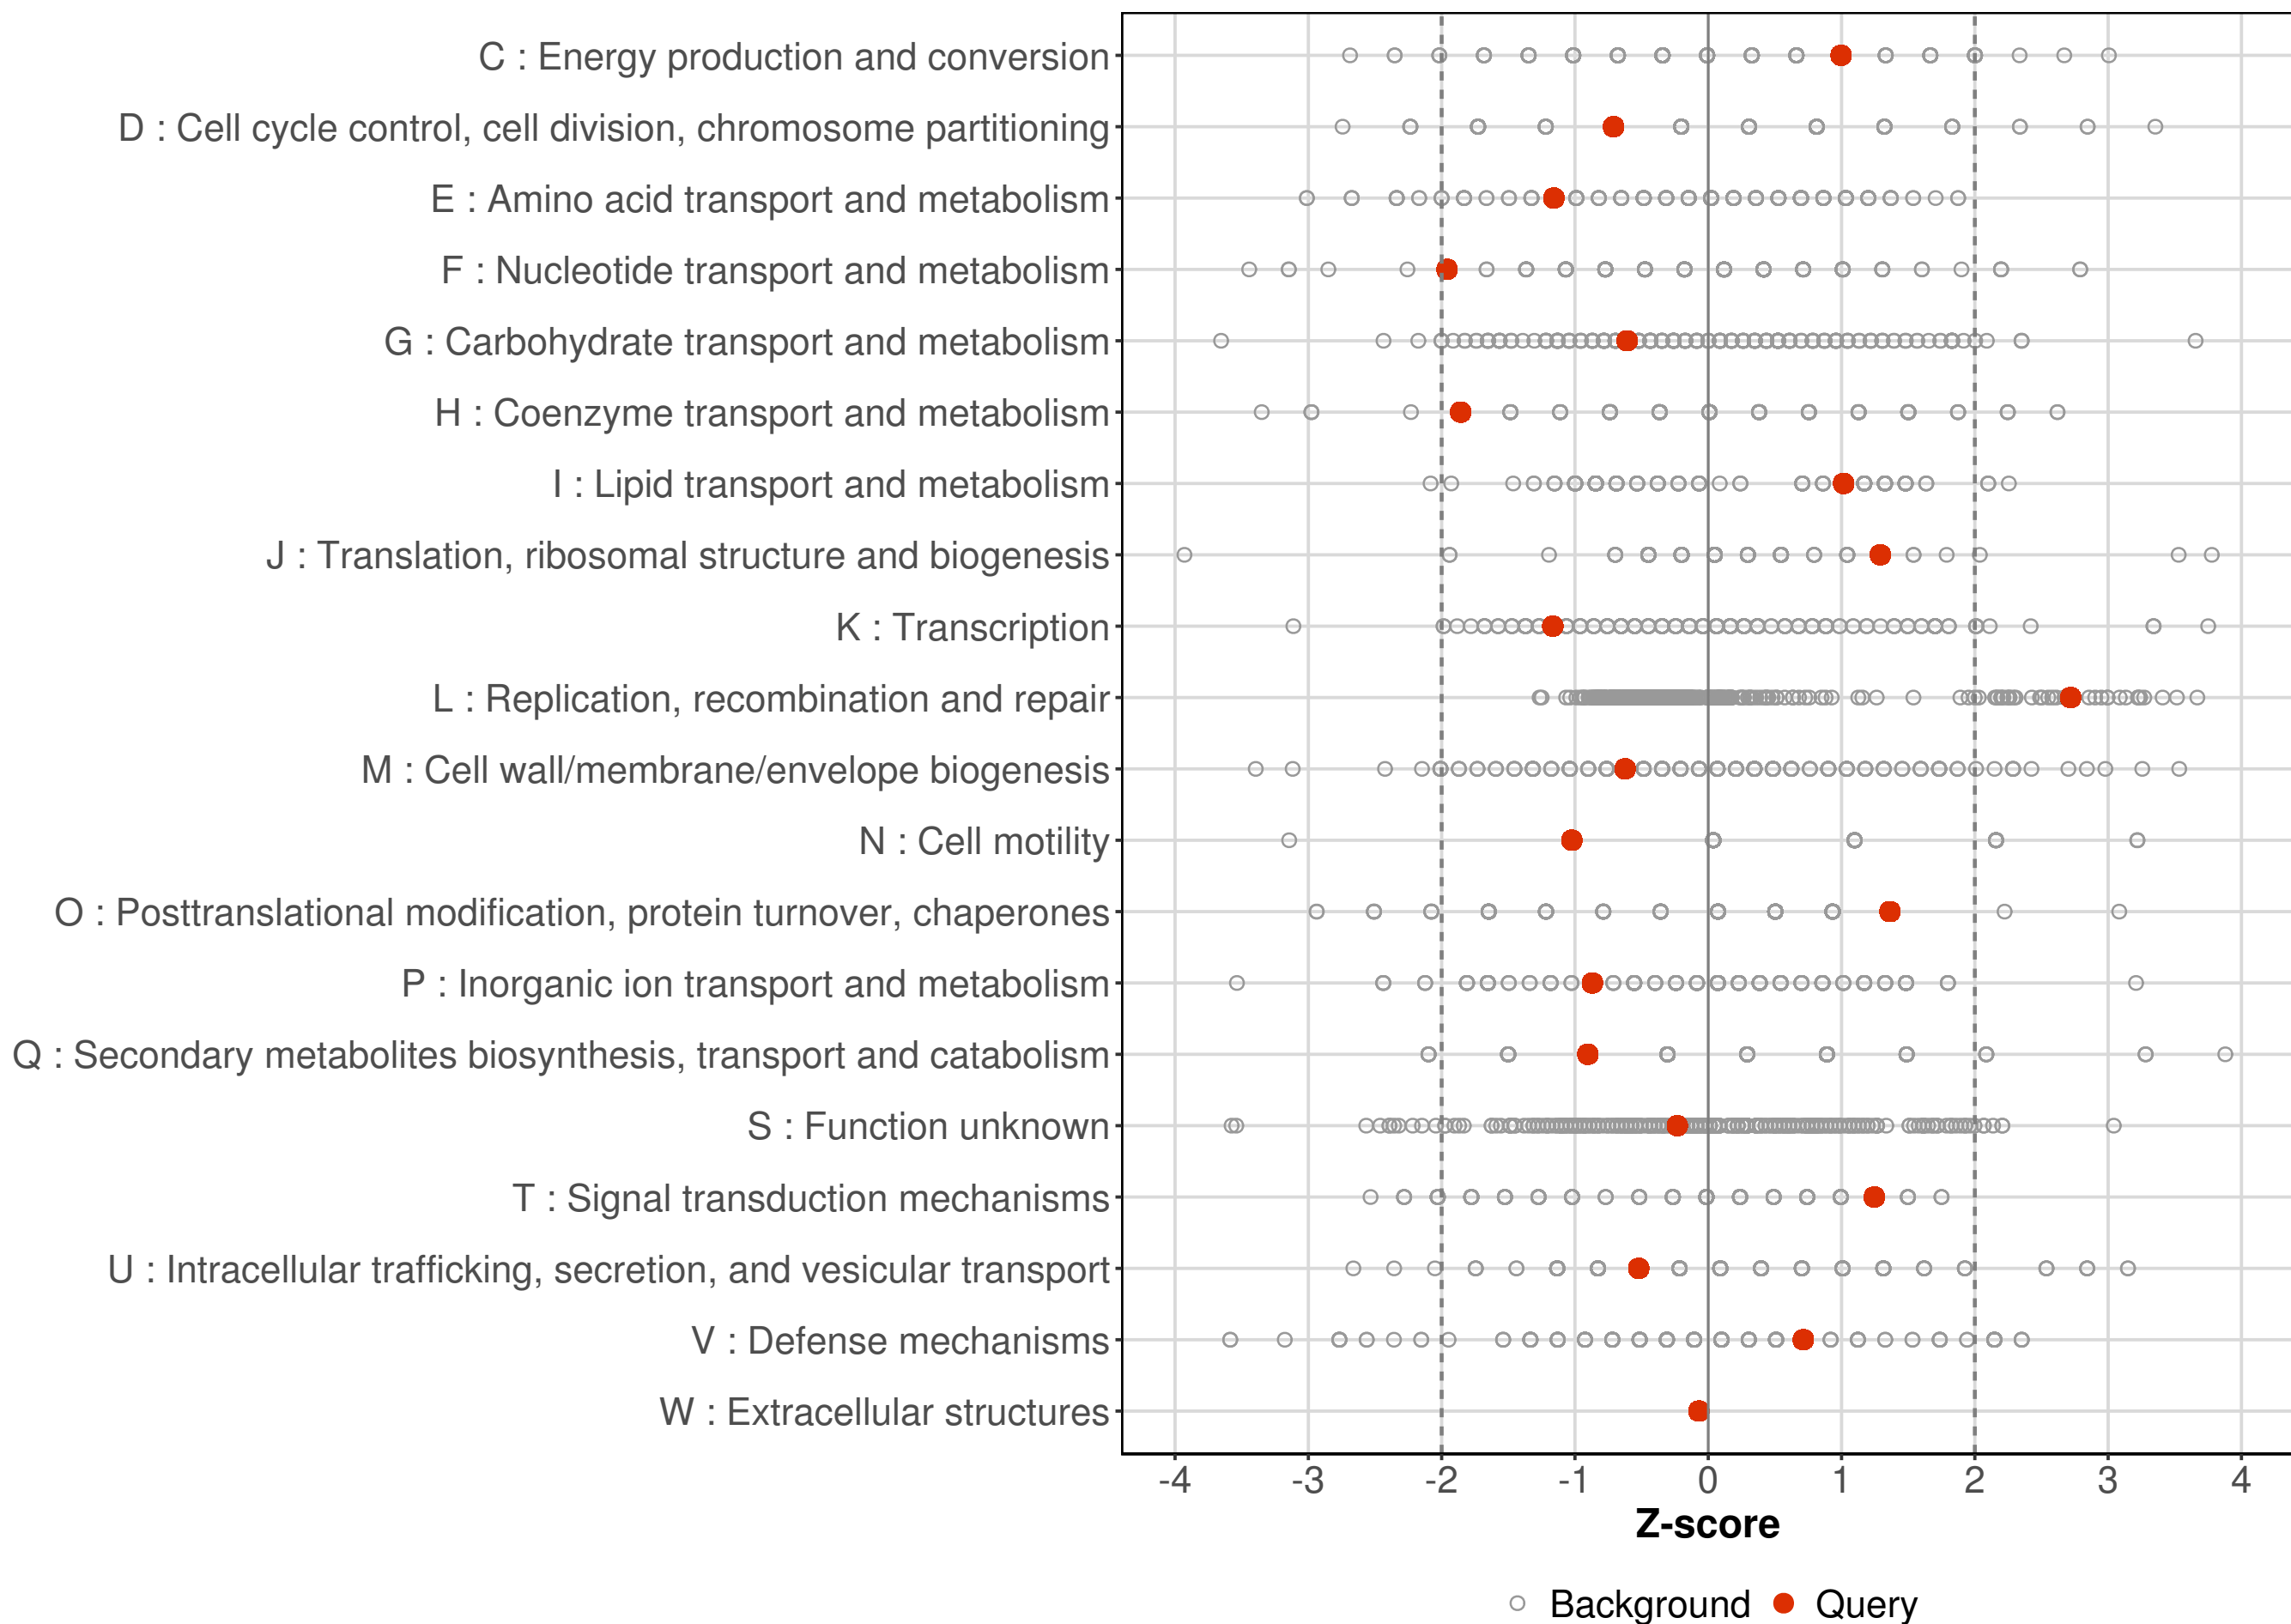 C : Energy production and conversion
D : Cell cycle control, cell division, chromosome partitioning
E : Amino acid transport and metabolism
F : Nucleotide transport and metabolism
G : Carbohydrate transport and metabolism
H : Coenzyme transport and metabolism
I : Lipid transport and metabolism
J : Translation, ribosomal structure and biogenesis
K : Transcription
L : Replication, recombination and repair
M : Cell wall/membrane/envelope biogenesis
N : Cell motility
O : Posttranslational modification, protein turnover, chaperones
P : Inorganic ion transport and metabolism
Q : Secondary metabolites biosynthesis, transport and catabolism
S : Function unknown
T : Signal transduction mechanisms
U : Intracellular trafficking, secretion, and vesicular transport
V : Defense mechanisms
W : Extracellular structures
-4 -3 -2 -1 0 1 2 3 4
Z-score
Background Query